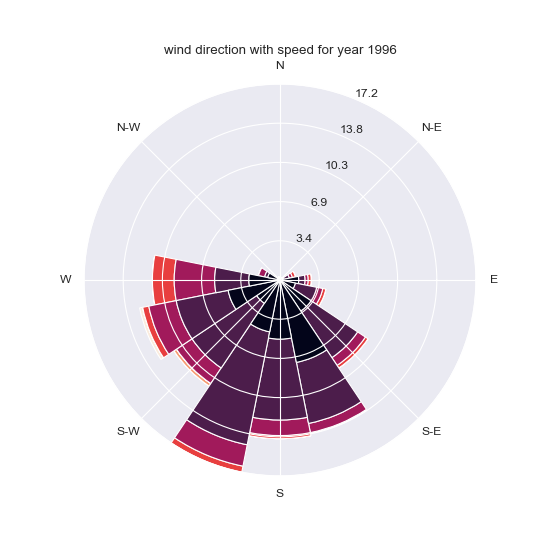 wind direction with speed for year 1996
N
17.2
N-W
N-E
13.8
10.3
6.9
3.4
W
E
S-W
S-E
S